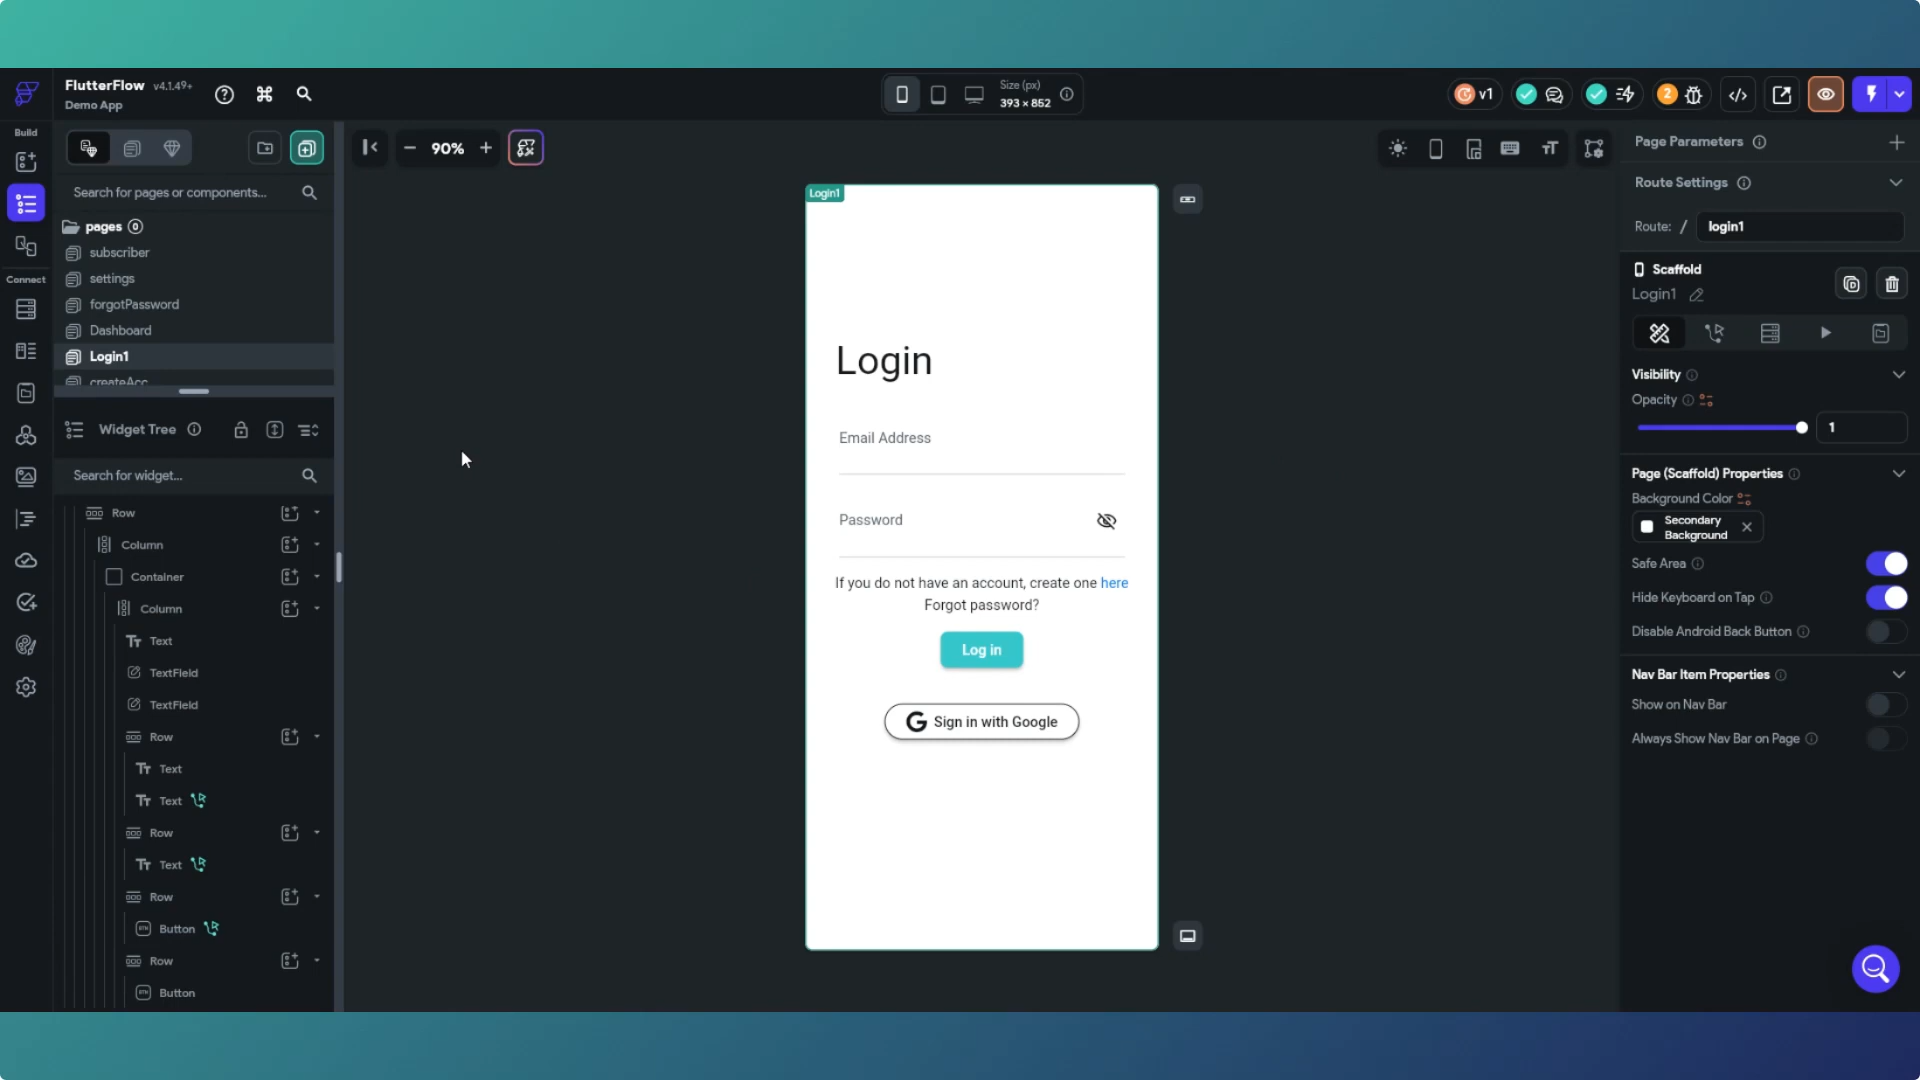 FlutterFlow v4.1.49+
Demo App
Size (px)
393 × 852
v1
2
Build
Connect
Search for pages or components...
pages 0
subscriber
settings
forgotPassword
Dashboard
Login1
createAcc
Widget Tree
Search for widget...
Row
Column
Container
Column
Text
TextField
TextField
Row
Text
Text
Row
Text
Row
Button
Row
Button
90%
Login1
Login
Email Address
Password
If you do not have an account, create one here
Forgot password?
Log in
G Sign in with Google
Page Parameters
Route Settings
Route: / login1
Scaffold
Login1
Visibility
Opacity
1
Page (Scaffold) Properties
Background Color
Secondary
Background
Safe Area
Hide Keyboard on Tap
Disable Android Back Button
Nav Bar Item Properties
Show on Nav Bar
Always Show Nav Bar on Page